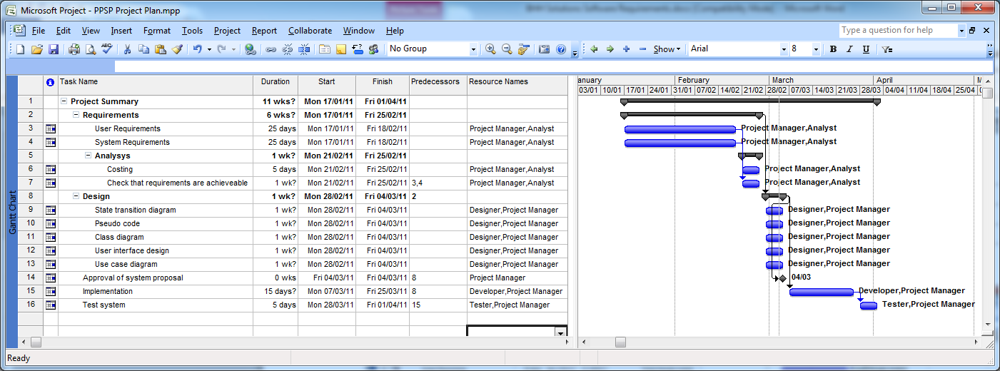 Microsoft Project - PPSP Project Plan.mpp
File Edit View Insert Format Tools Project Report Collaborate Window Help
Type a question for help
No Group
Show
Arial
8
B I U
Task Name Duration Start Finish Predecessors Resource Names
anuary February March April M
03/01 10/01 17/01 24/01 31/01 07/02 14/02 21/02 28/02 07/03 14/03 21/03 28/03 04/04 11/04 18/04 25/04
1 Project Summary 11 wks? Mon 17/01/11 Fri 01/04/11
2 Requirements 6 wks? Mon 17/01/11 Fri 25/02/11
3 User Requirements 25 days Mon 17/01/11 Fri 18/02/11 Project Manager,Analyst
Project Manager,Analyst
4 System Requirements 25 days Mon 17/01/11 Fri 18/02/11 Project Manager,Analyst
Project Manager,Analyst
5 Analysys 1 wk? Mon 21/02/11 Fri 25/02/11
6 Costing 5 days Mon 21/02/11 Fri 25/02/11 Project Manager,Analyst
Project Manager,Analyst
7 Check that requirements are achieveable 1 wk? Mon 21/02/11 Fri 25/02/11 3,4 Project Manager,Analyst
Project Manager,Analyst
8 Design 1 wk? Mon 28/02/11 Fri 04/03/11 2
9 State transition diagram 1 wk? Mon 28/02/11 Fri 04/03/11 Designer,Project Manager
Designer,Project Manager
10 Pseudo code 1 wk? Mon 28/02/11 Fri 04/03/11 Designer,Project Manager
Designer,Project Manager
11 Class diagram 1 wk? Mon 28/02/11 Fri 04/03/11 Designer,Project Manager
Designer,Project Manager
12 User interface design 1 wk? Mon 28/02/11 Fri 04/03/11 Designer,Project Manager
Designer,Project Manager
13 Use case diagram 1 wk? Mon 28/02/11 Fri 04/03/11 Designer,Project Manager
Designer,Project Manager
14 Approval of system proposal 0 wks Fri 04/03/11 Fri 04/03/11 8 Project Manager
04/03
15 Implementation 15 days? Mon 07/03/11 Fri 25/03/11 8 Developer,Project Manager
Developer,Project Manager
16 Test system 5 days Mon 28/03/11 Fri 01/04/11 15 Tester,Project Manager
Tester,Project Manager
Gantt Chart
Ready